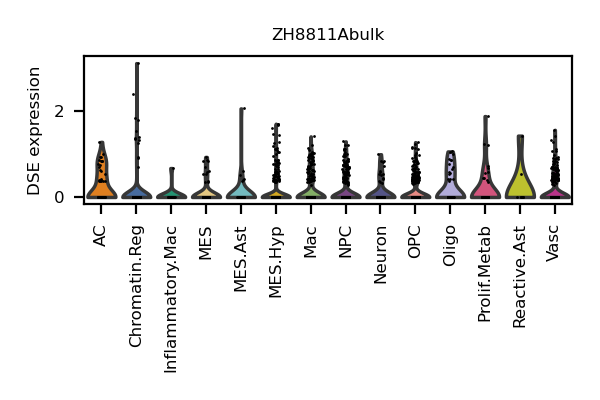 ZH8811Abulk
DSE expression
2
0
AC
Chromatin.Reg
Inflammatory.Mac
MES
MES.Ast
MES.Hyp
Mac
NPC
Neuron
OPC
Oligo
Prolif.Metab
Reactive.Ast
Vasc